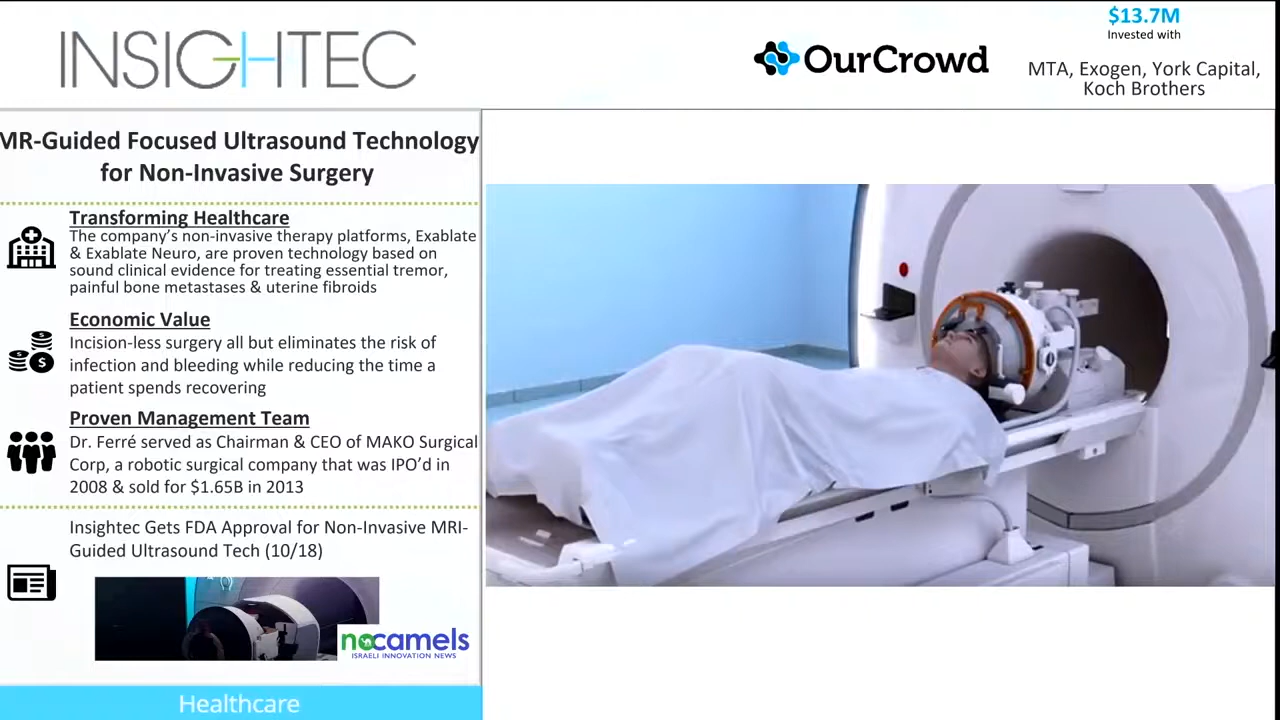 INSIGHTEC
OurCrowd
$13.7M
Invested with
MTA, Exogen, York Capital,
Koch Brothers
MR-Guided Focused Ultrasound Technology
for Non-Invasive Surgery
Transforming Healthcare
The company's non-invasive therapy platforms, Exablate
& Exablate Neuro, are proven technology based on
sound clinical evidence for treating essential tremor,
painful bone metastases & uterine fibroids
Economic Value
Incision-less surgery all but eliminates the risk of
infection and bleeding while reducing the time a
patient spends recovering
Proven Management Team
Dr. Ferré served as Chairman & CEO of MAKO Surgical
Corp, a robotic surgical company that was IPO'd in
2008 & sold for $1.65B in 2013
Insightec Gets FDA Approval for Non-Invasive MRI-
Guided Ultrasound Tech (10/18)
nocamels
ISRAELI INNOVATION NEWS
Healthcare